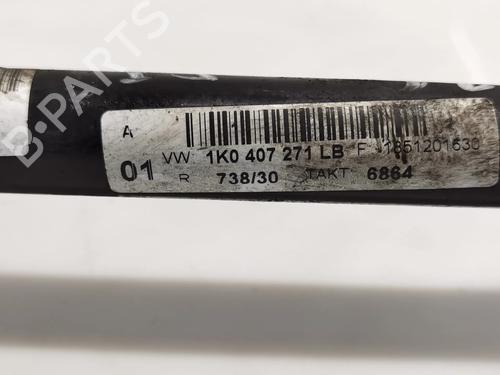 A
01 VW 1K0 407 271 LB F 1851201630
R 738/30 TAKT 6864
B-PARTS